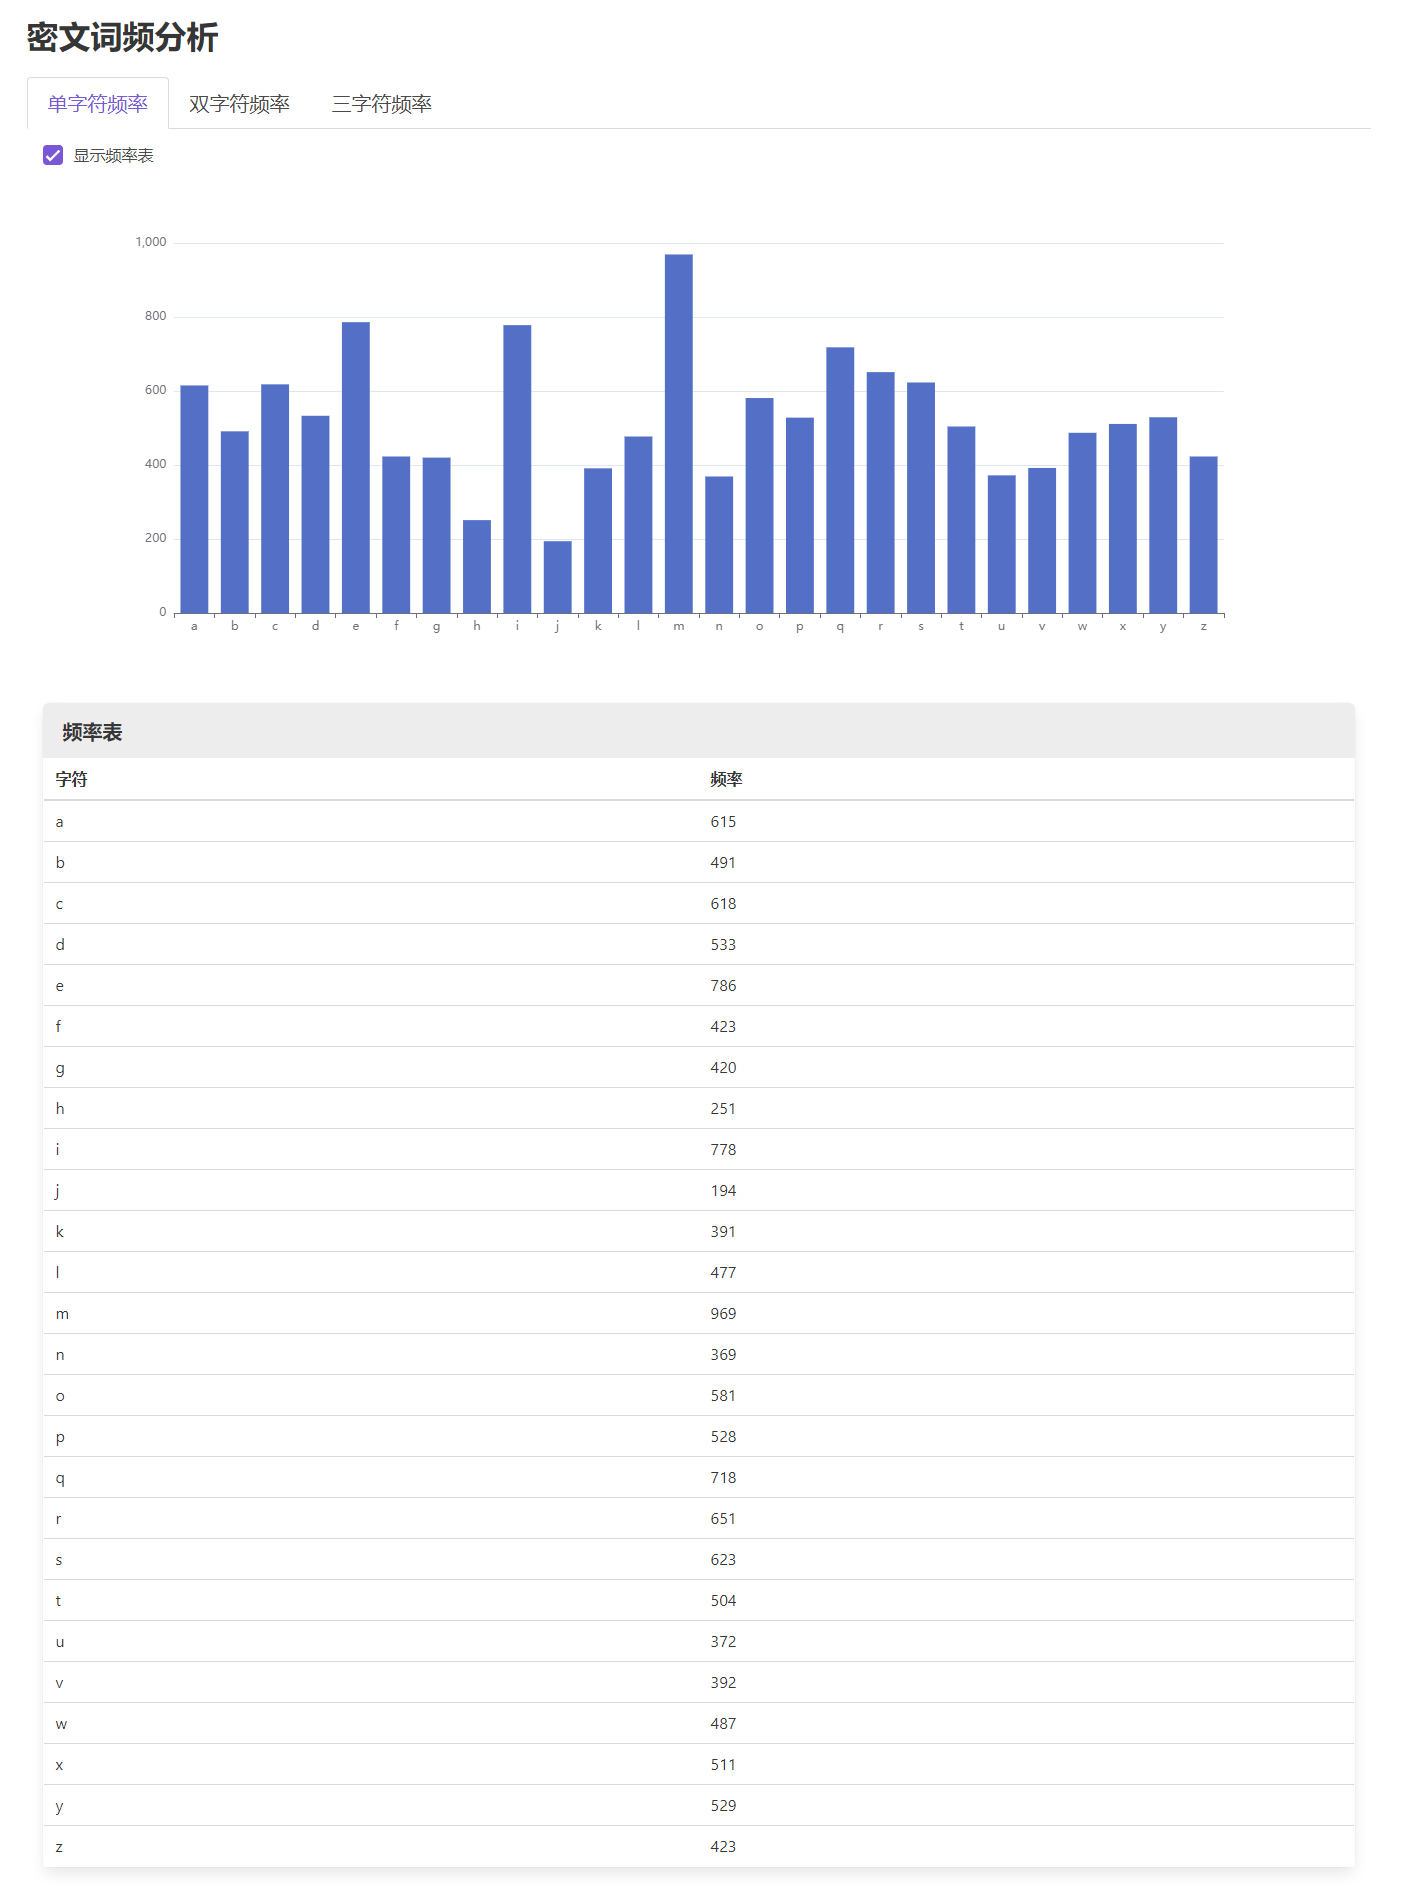 密文词频分析
单字符频率 双字符频率 三字符频率
显示频率表
1,000
800
600
400
200
0
a b c d e f g h i j k l m n o p q r s t u v w x y z
频率表
字符 频率
a 615
b 491
c 618
d 533
e 786
f 423
g 420
h 251
i 778
j 194
k 391
l 477
m 969
n 369
o 581
p 528
q 718
r 651
s 623
t 504
u 372
v 392
w 487
x 511
y 529
z 423